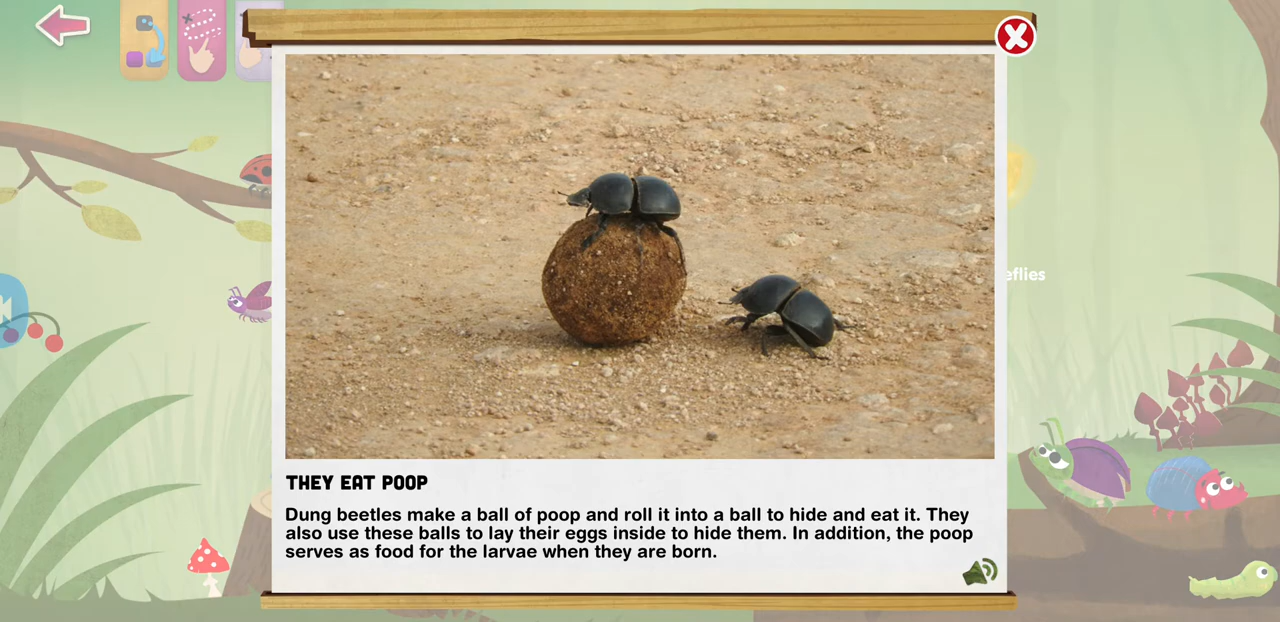 eflies
THEY EAT POOP
Dung beetles make a ball of poop and roll it into a ball to hide and eat it. They
also use these balls to lay their eggs inside to hide them. In addition, the poop
serves as food for the larvae when they are born.